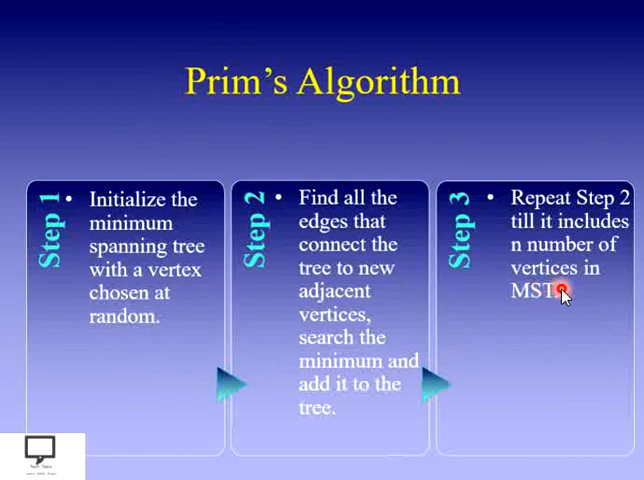 Prim's Algorithm
Step 1
• Initialize the
minimum
spanning tree
with a vertex
chosen at
random.
Step 2
• Find all the
edges that
connect the
tree to new
adjacent
vertices,
search the
minimum and
add it to the
tree.
Step 3
• Repeat Step 2
till it includes
n number of
vertices in
MST.